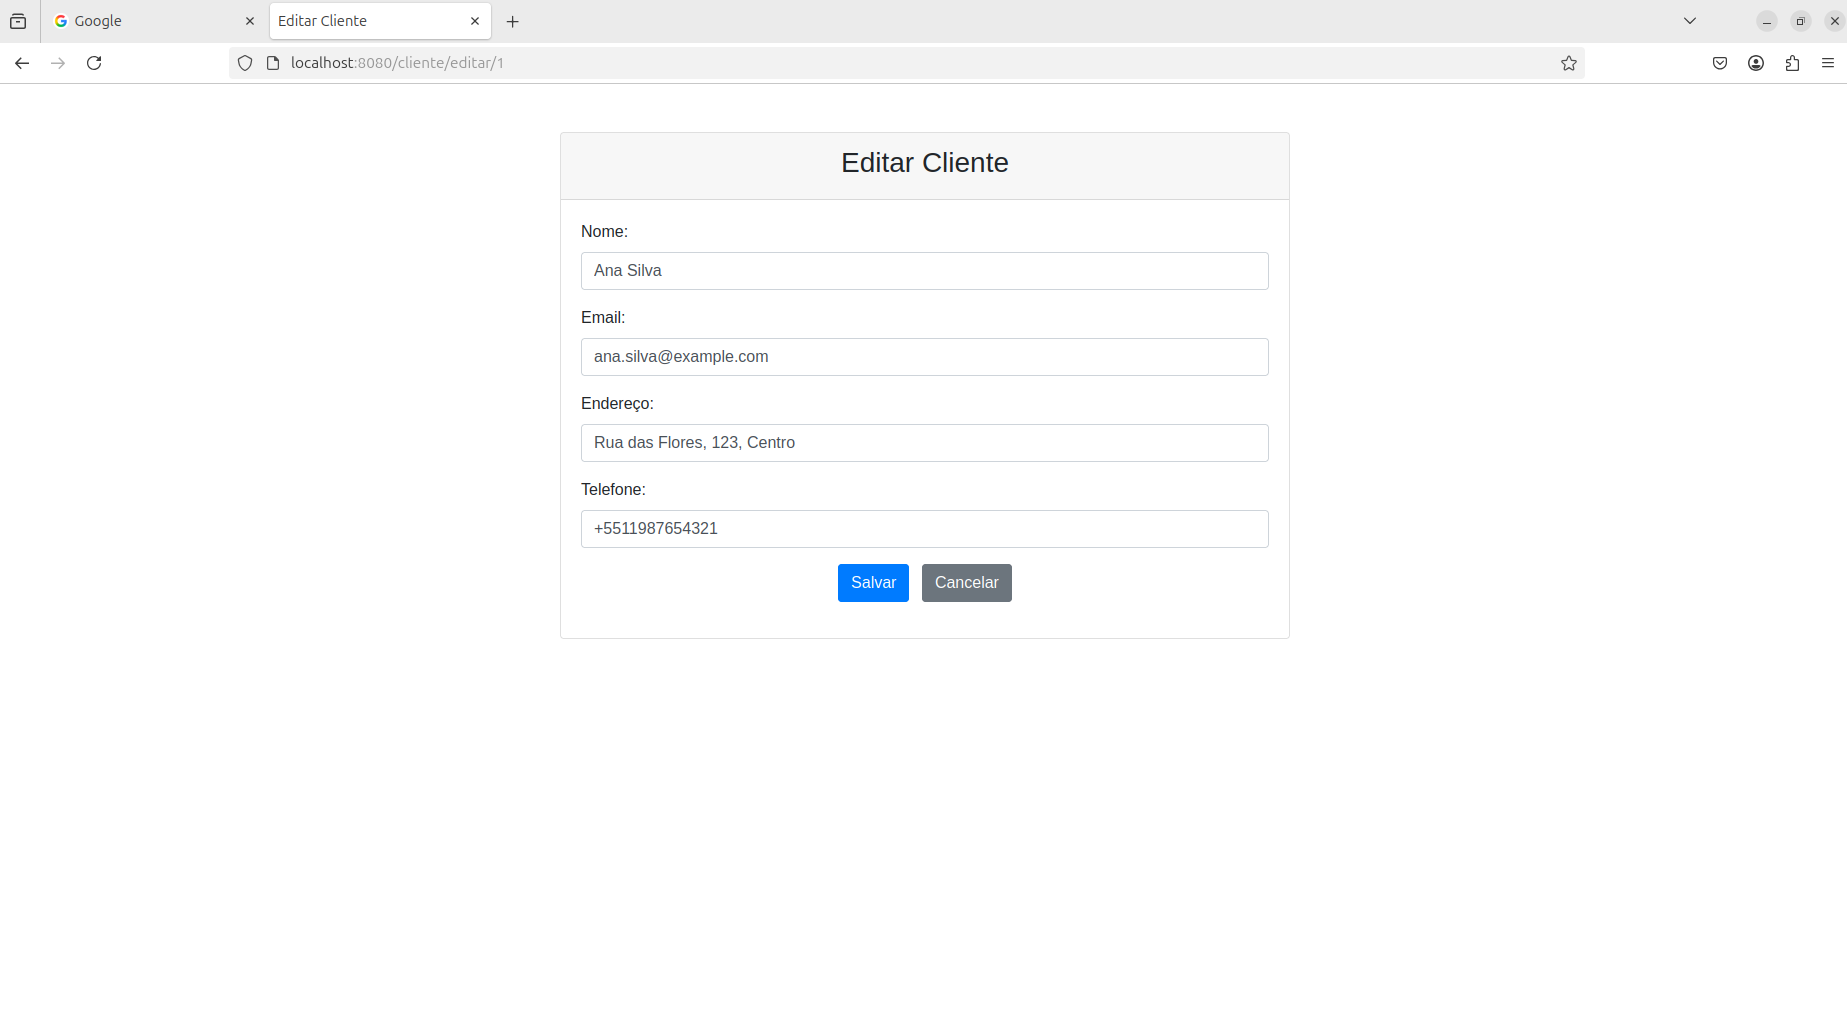 Google
Editar Cliente
localhost:8080/cliente/editar/1
Editar Cliente
Nome:
Ana Silva
Email:
ana.silva@example.com
Endereço:
Rua das Flores, 123, Centro
Telefone:
+5511987654321
Salvar Cancelar